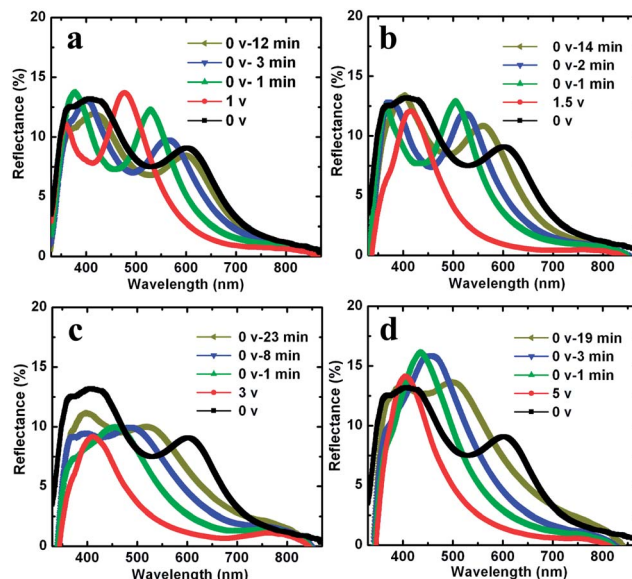 a
0 v-12 min
0 v- 3 min
0 v- 1 min
1 v
0 v
Reflectance (%)
20
15
10
5
0
400 500 600 700 800
Wavelength (nm)
b
0 v-14 min
0 v-2 min
0 v-1 min
1.5 v
0 v
Reflectance (%)
20
15
10
5
0
400 500 600 700 800
Wavelength (nm)
c
0 v-23 min
0 v-8 min
0 v-1 min
3 v
0 v
Reflectance (%)
20
15
10
5
0
400 500 600 700 800
Wavelength (nm)
d
0 v-19 min
0 v-3 min
0 v-1 min
5 v
0 v
Reflectance (%)
20
15
10
5
0
400 500 600 700 800
Wavelength (nm)